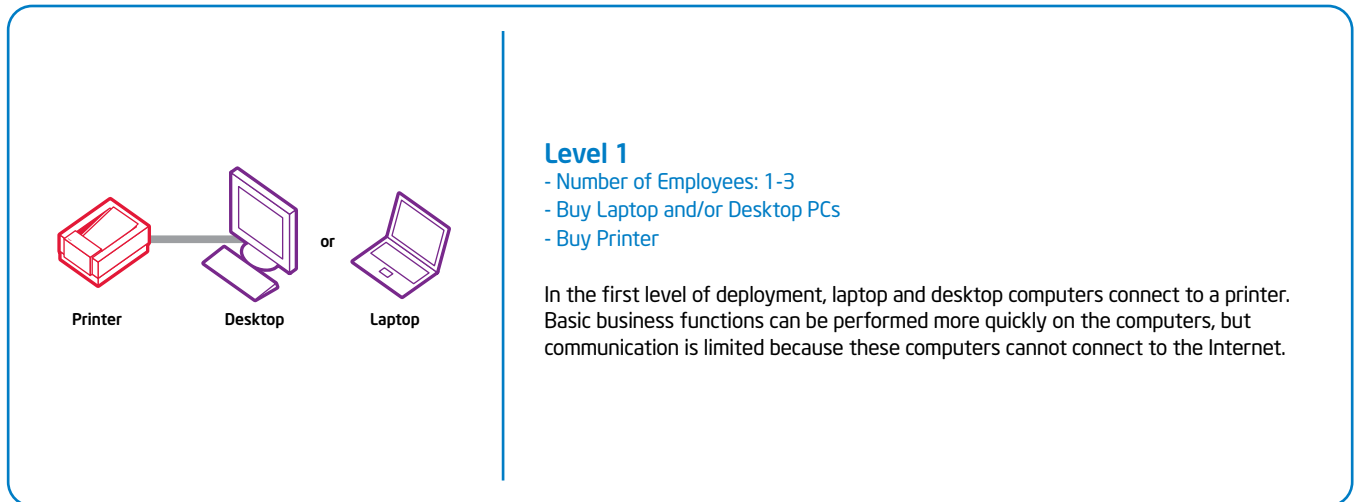 Printer
Desktop
or
Laptop
Level 1
- Number of Employees: 1-3
- Buy Laptop and/or Desktop PCs
- Buy Printer
In the first level of deployment, laptop and desktop computers connect to a printer.
Basic business functions can be performed more quickly on the computers, but
communication is limited because these computers cannot connect to the Internet.